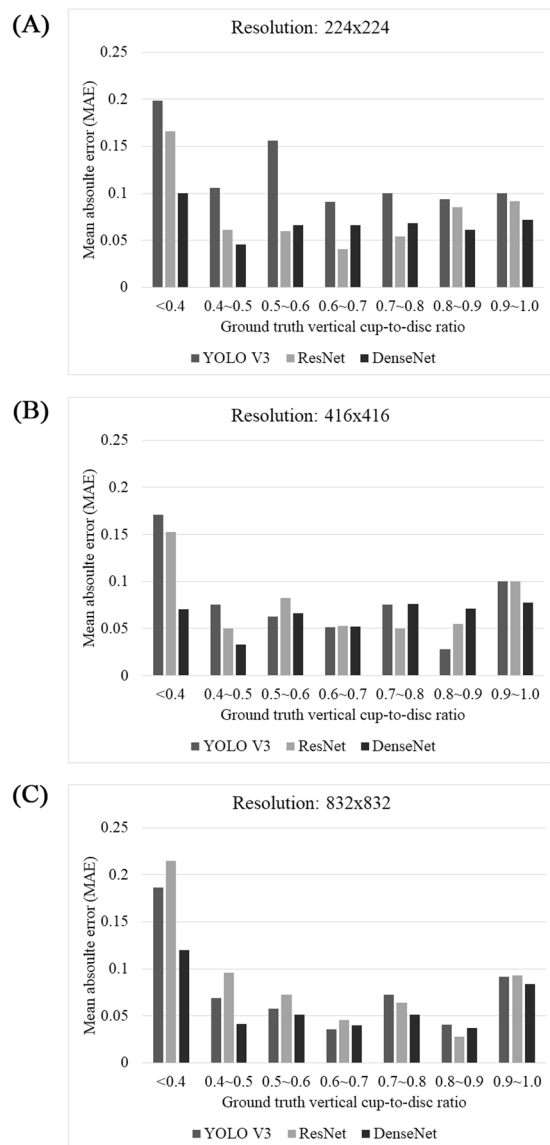 (A)
Resolution: 224x224
Mean absoulte error (MAE)
0.25
0.2
0.15
0.1
0.05
0
<0.4 0.4~0.5 0.5~0.6 0.6~0.7 0.7~0.8 0.8~0.9 0.9~1.0
Ground truth vertical cup-to-disc ratio
YOLO V3 ResNet DenseNet
(B)
Resolution: 416x416
Mean absoulte error (MAE)
0.25
0.2
0.15
0.1
0.05
0
<0.4 0.4~0.5 0.5~0.6 0.6~0.7 0.7~0.8 0.8~0.9 0.9~1.0
Ground truth vertical cup-to-disc ratio
YOLO V3 ResNet DenseNet
(C)
Resolution: 832x832
Mean absoulte error (MAE)
0.25
0.2
0.15
0.1
0.05
0
<0.4 0.4~0.5 0.5~0.6 0.6~0.7 0.7~0.8 0.8~0.9 0.9~1.0
Ground truth vertical cup-to-disc ratio
YOLO V3 ResNet DenseNet